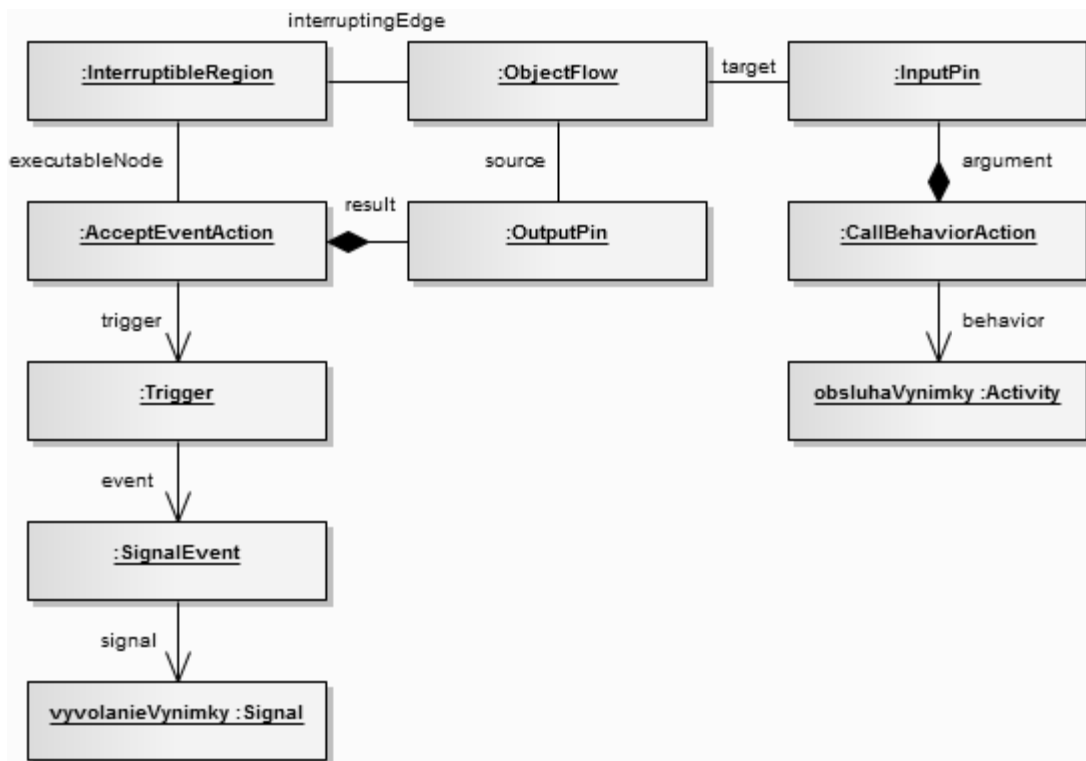 interruptingEdge
:InterruptibleRegion
:ObjectFlow
target
:InputPin
executableNode
source
argument
:AcceptEventAction
result
:OutputPin
:CallBehaviorAction
trigger
behavior
:Trigger
obsluhaVynimky :Activity
event
:SignalEvent
signal
vyvolanieVynimky :Signal